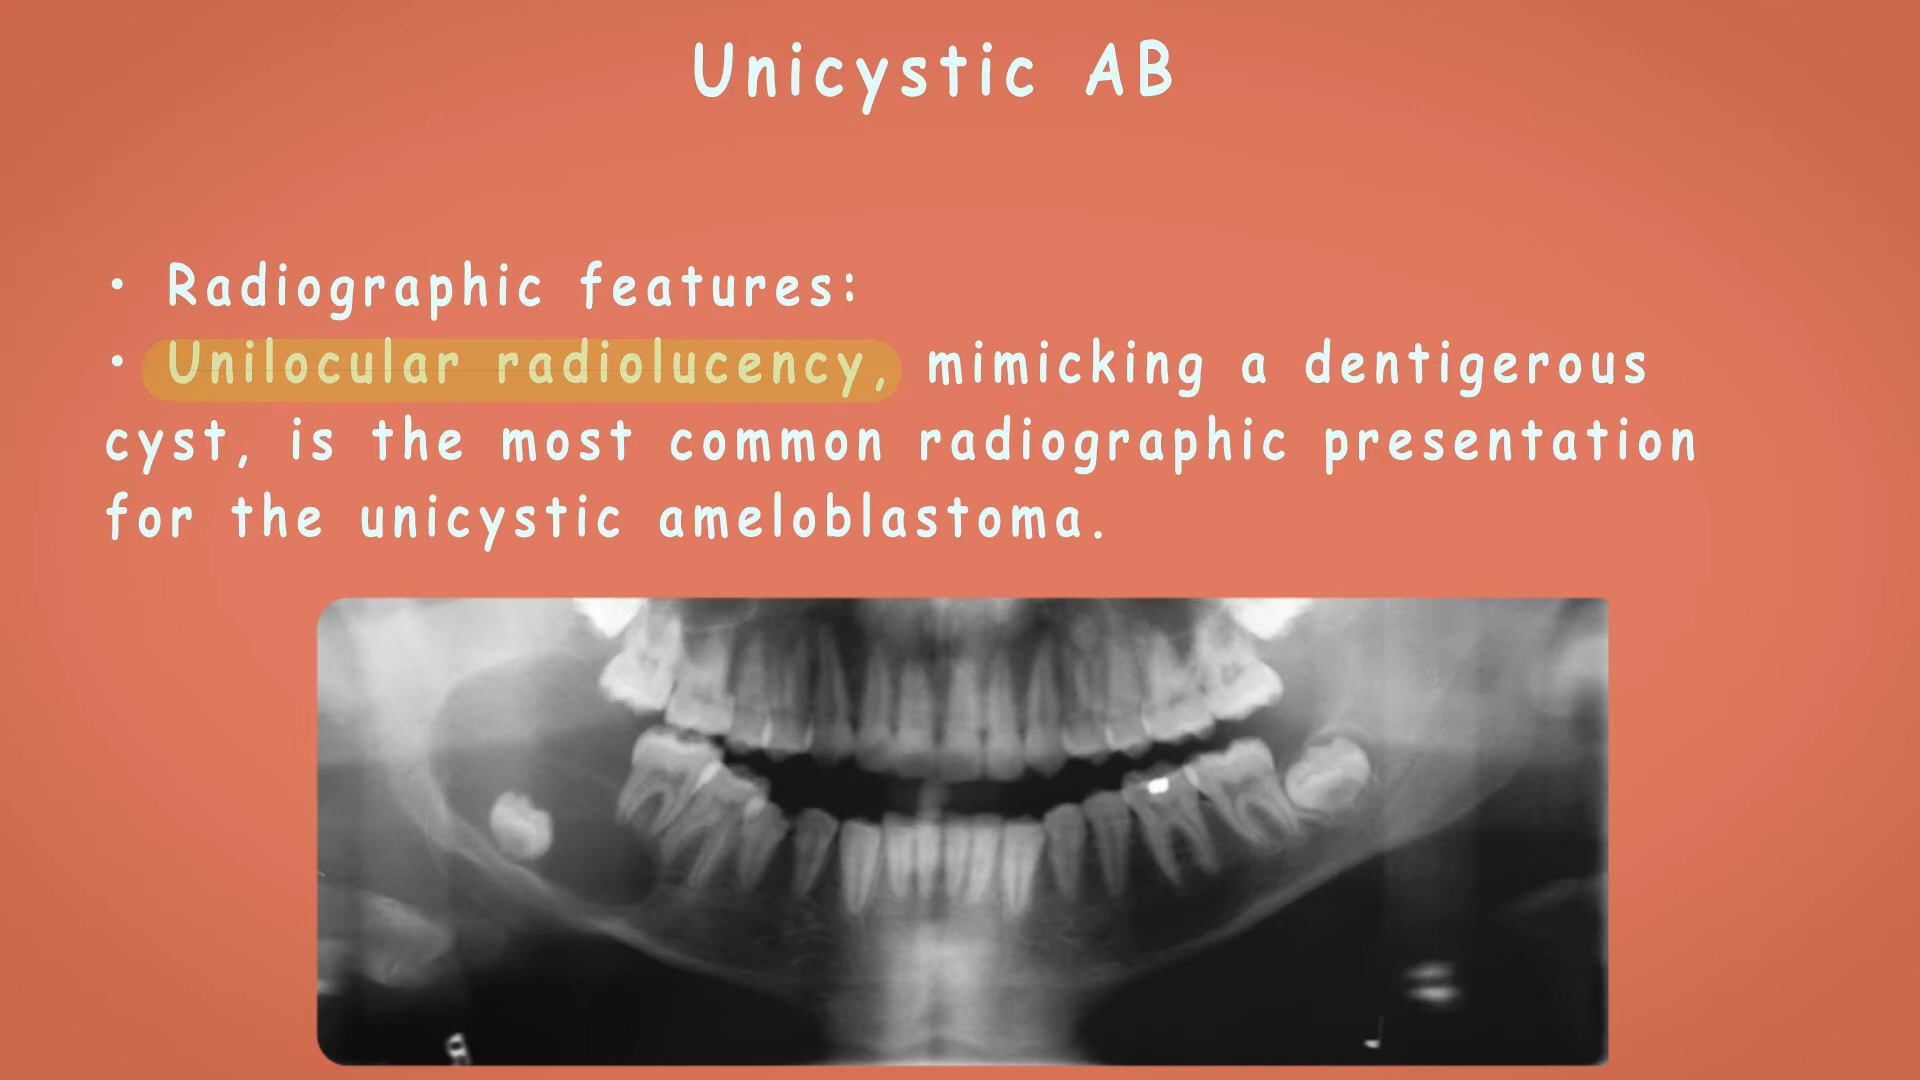 Unicystic AB
• Radiographic features:
• Unilocular radiolucency, mimicking a dentigerous
cyst, is the most common radiographic presentation
for the unicystic ameloblastoma.